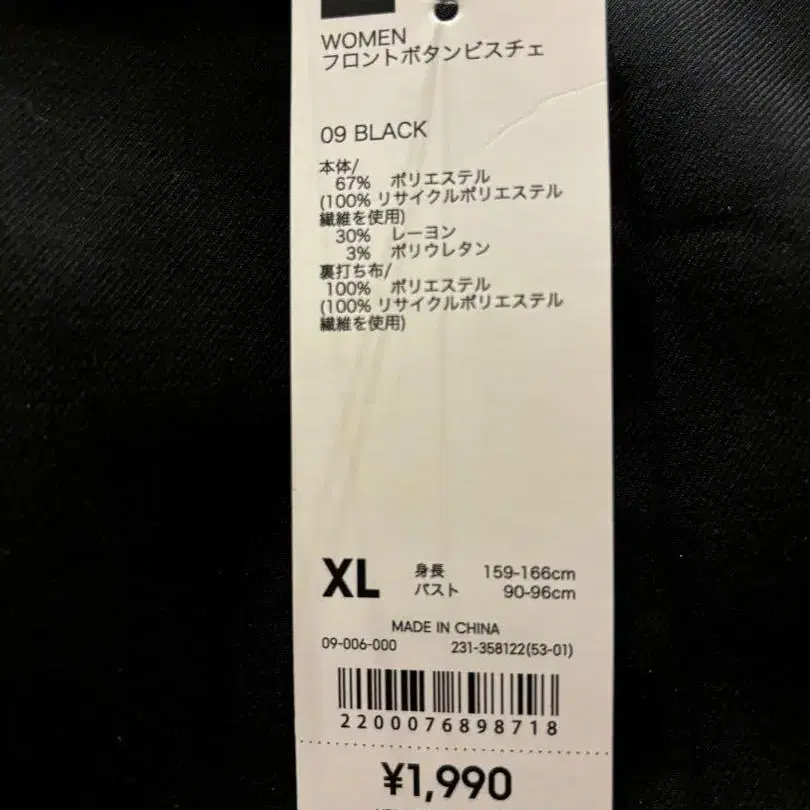 WOMEN
フロントボタンビスチェ
09 BLACK
本体/
67% ポリエステル
(100% リサイクルポリエステル
繊維を使用)
30% レーヨン
3% ポリウレタン
裏打ち布/
100% ポリエステル
(100% リサイクルポリエステル
繊維を使用)
XL 身長 159-166cm
バスト 90-96cm
MADE IN CHINA
09-006-000 231-358122(53-01)
2200076898718
¥1,990